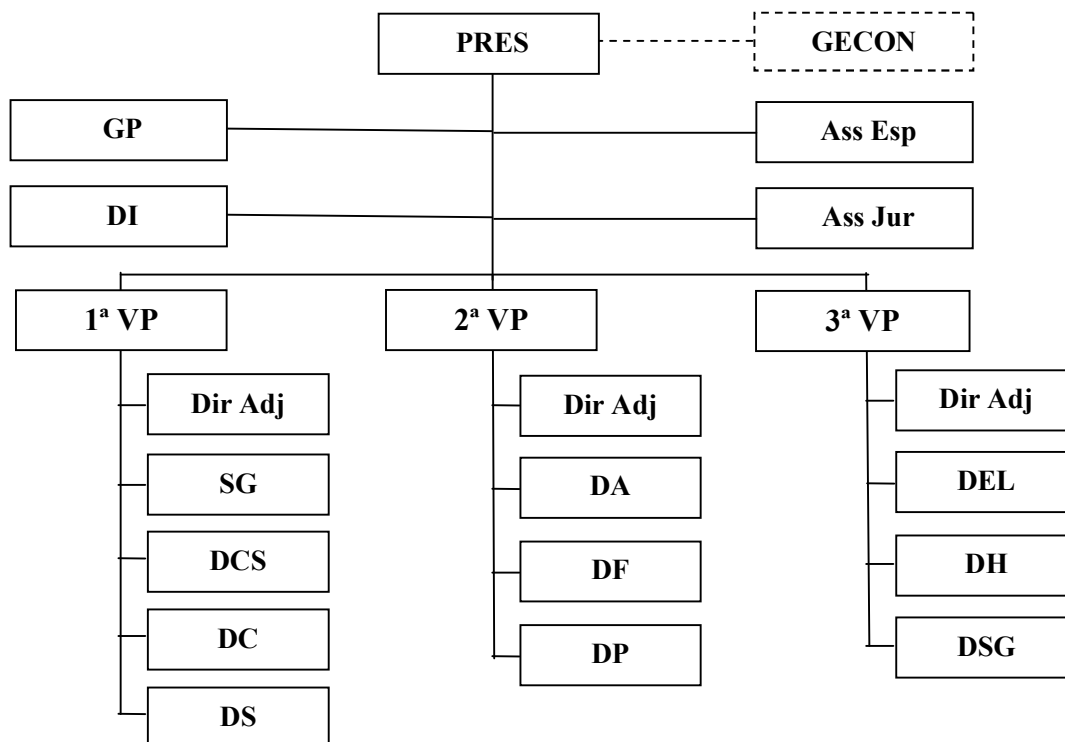 PRES
GECON
GP
Ass Esp
DI
Ass Jur
1ª VP
2ª VP
3ª VP
Dir Adj
SG
DCS
DC
DS
Dir Adj
DA
DF
DP
Dir Adj
DEL
DH
DSG